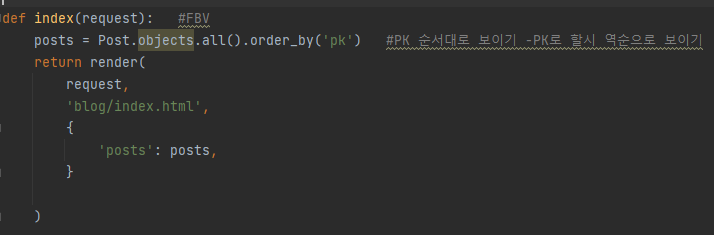 def index(request):   #FBV
    posts = Post.objects.all().order_by('pk')   #PK 순서대로 보이기 -PK로 할시 역순으로 보이기
    return render(
        request,
        'blog/index.html',
        {
            'posts': posts,
        }
    )